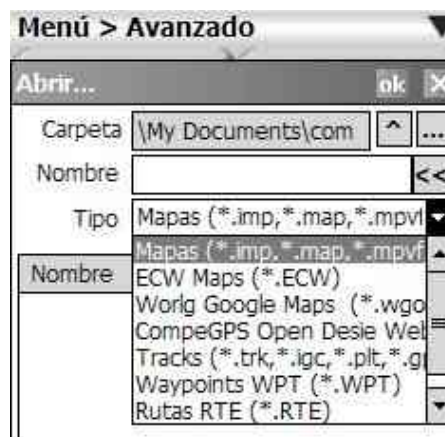 Menú > Avanzado
Abrir... ok
Carpeta \My Documents\com ^ ...
Nombre <<
Tipo Mapas (*.imp,*.map,*.mpvf
Mapas (*.imp,*.map,*.mpvf
Nombre
ECW Maps (*.ECW)
Worlg Google Maps (*.wgo
CompeGPS Open Desie Web
Tracks (*.trk,*.igc,*.plt,*.g
Waypoints WPT (*.WPT)
Rutas RTE (*.RTE)